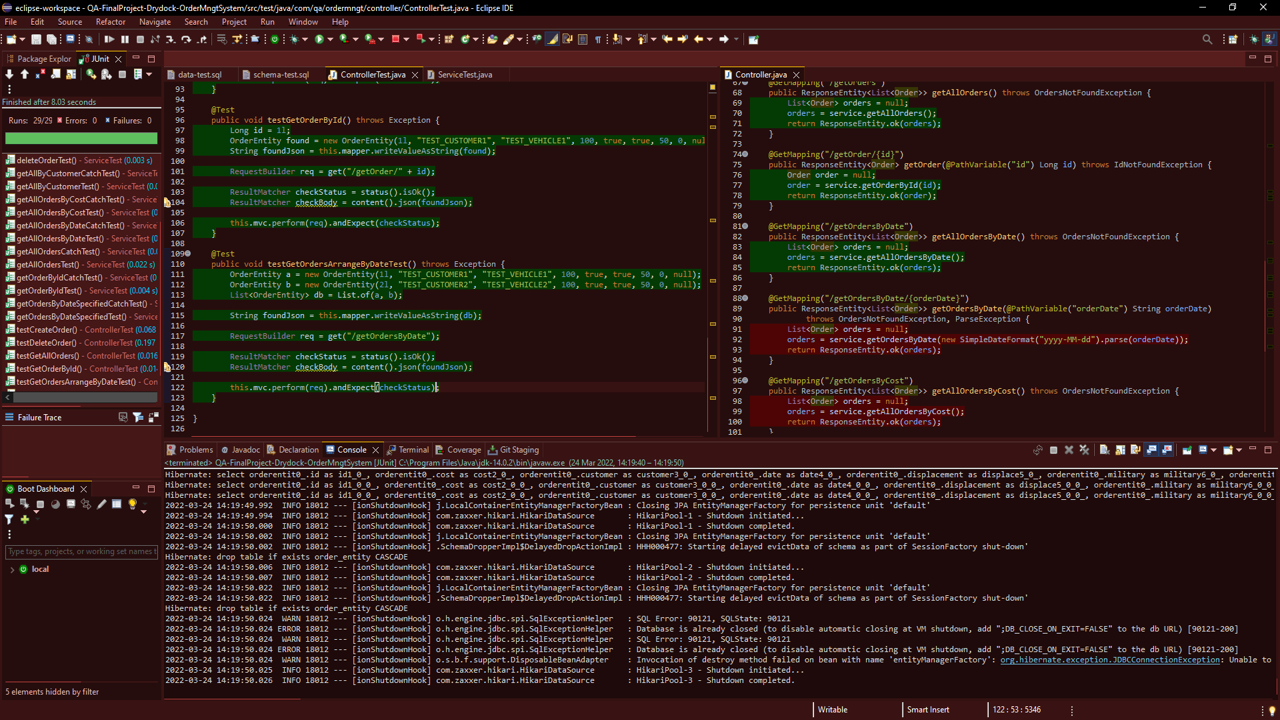 eclipse-workspace - QA-FinalProject-Drydock-OrderMngtSystem/src/test/java/com/qa/ordermngt/controller/ControllerTest.java - Eclipse IDE
File Edit Source Refactor Navigate Search Project Run Window Help
Package Explor JUnit
Finished after 8.03 seconds
Runs: 29/29 Errors: 0 Failures: 0
deleteOrderTest() - ServiceTest (0.003 s)
getAllByCustomerCatchTest() - ServiceTest
getAllByCustomerTest() - ServiceTest (0.0
getAllOrdersByCostCatchTest() - ServiceTe
getAllOrdersByCostTest() - ServiceTest (0.
getAllOrdersByDateCatchTest() - ServiceTe
getAllOrdersByDateTest() - ServiceTest (0.
getAllOrdersCatchTest() - ServiceTest (0.0
getAllOrdersTest() - ServiceTest (0.022 s)
getOrderByIdCatchTest() - ServiceTest (0.0
getOrderByIdTest() - ServiceTest (0.004 s)
getOrdersByDateSpecifiedCatchTest() - Ser
getOrdersByDateSpecifiedTest() - ServiceTe
testCreateOrder() - ControllerTest (0.068
testDeleteOrder() - ControllerTest (0.197
testGetAllOrders() - ControllerTest (0.016
testGetOrderById() - ControllerTest (0.01
testGetOrdersArrangeByDateTest() - Contr
Failure Trace
Boot Dashboard
Type tags, projects, or working set names t
local
5 elements hidden by filter
data-test.sql schema-test.sql ControllerTest.java ServiceTest.java
93 }
94
95 @Test
96 public void testGetOrderById() throws Exception {
97 Long id = 1l;
98 OrderEntity found = new OrderEntity(1l, "TEST_CUSTOMER1", "TEST_VEHICLE1", 100, true, true, 50, 0, nul
99 String foundJson = this.mapper.writeValueAsString(found);
100
101 RequestBuilder req = get("/getOrder/" + id);
102
103 ResultMatcher checkStatus = status().isOk();
104 ResultMatcher checkBody = content().json(foundJson);
105
106 this.mvc.perform(req).andExpect(checkStatus);
107 }
108
109 @Test
110 public void testGetOrdersArrangeByDateTest() throws Exception {
111 OrderEntity a = new OrderEntity(1l, "TEST_CUSTOMER1", "TEST_VEHICLE1", 100, true, true, 50, 0, null);
112 OrderEntity b = new OrderEntity(2l, "TEST_CUSTOMER2", "TEST_VEHICLE2", 100, true, true, 50, 0, null);
113 List<OrderEntity> db = List.of(a, b);
114
115 String foundJson = this.mapper.writeValueAsString(db);
116
117 RequestBuilder req = get("/getOrdersByDate");
118
119 ResultMatcher checkStatus = status().isOk();
120 ResultMatcher checkBody = content().json(foundJson);
121
122 this.mvc.perform(req).andExpect(checkStatus);
123 }
124
125 }
126
Controller.java
67 @GetMapping("/getOrders")
68 public ResponseEntity<List<Order>> getAllOrders() throws OrdersNotFoundException {
69 List<Order> orders = null;
70 orders = service.getAllOrders();
71 return ResponseEntity.ok(orders);
72 }
73
74 @GetMapping("/getOrder/{id}")
75 public ResponseEntity<Order> getOrder(@PathVariable("id") Long id) throws IdNotFoundException {
76 Order order = null;
77 order = service.getOrderById(id);
78 return ResponseEntity.ok(order);
79 }
80
81 @GetMapping("/getOrdersByDate")
82 public ResponseEntity<List<Order>> getAllOrdersByDate() throws OrdersNotFoundException {
83 List<Order> orders = null;
84 orders = service.getAllOrdersByDate();
85 return ResponseEntity.ok(orders);
86 }
87
88 @GetMapping("/getOrdersByDate/{orderDate}")
89 public ResponseEntity<List<Order>> getOrdersByDate(@PathVariable("orderDate") String orderDate)
90 throws OrdersNotFoundException, ParseException {
91 List<Order> orders = null;
92 orders = service.getOrdersByDate(new SimpleDateFormat("yyyy-MM-dd").parse(orderDate));
93 return ResponseEntity.ok(orders);
94 }
95
96 @GetMapping("/getOrdersByCost")
97 public ResponseEntity<List<Order>> getAllOrdersByCost() throws OrdersNotFoundException {
98 List<Order> orders = null;
99 orders = service.getAllOrdersByCost();
100 return ResponseEntity.ok(orders);
101 }
Problems Javadoc Declaration Console Terminal Coverage Git Staging
<terminated> QA-FinalProject-Drydock-OrderMngtSystem [JUnit] C:\Program Files\Java\jdk-14.0.2\bin\javaw.exe (24 Mar 2022, 14:19:40 – 14:19:50)
Hibernate: select orderentit0_.id as id1_0_, orderentit0_.cost as cost2_0_, orderentit0_.customer as customer3_0_, orderentit0_.date as date4_0_, orderentit0_.displacement as displace5_0_, orderentit0_.military as military6_0_, orderentit0
Hibernate: select orderentit0_.id as id1_0_0_, orderentit0_.cost as cost2_0_0_, orderentit0_.customer as customer3_0_0_, orderentit0_.date as date4_0_0_, orderentit0_.displacement as displace5_0_0_, orderentit0_.military as military6_0_0
Hibernate: select orderentit0_.id as id1_0_0_, orderentit0_.cost as cost2_0_0_, orderentit0_.customer as customer3_0_0_, orderentit0_.date as date4_0_0_, orderentit0_.displacement as displace5_0_0_, orderentit0_.military as military6_0_0
2022-03-24 14:19:49.992 INFO 18012 --- [ionShutdownHook] j.LocalContainerEntityManagerFactoryBean : Closing JPA EntityManagerFactory for persistence unit 'default'
2022-03-24 14:19:49.994 INFO 18012 --- [ionShutdownHook] com.zaxxer.hikari.HikariDataSource : HikariPool-1 - Shutdown initiated...
2022-03-24 14:19:50.000 INFO 18012 --- [ionShutdownHook] com.zaxxer.hikari.HikariDataSource : HikariPool-1 - Shutdown completed.
2022-03-24 14:19:50.003 INFO 18012 --- [ionShutdownHook] j.LocalContainerEntityManagerFactoryBean : Closing JPA EntityManagerFactory for persistence unit 'default'
2022-03-24 14:19:50.003 INFO 18012 --- [ionShutdownHook] .SchemaDropperImpl$DelayedDropActionImpl : HHH000477: Starting delayed evictData of schema as part of SessionFactory shut-down'
Hibernate: drop table if exists order_entity CASCADE
2022-03-24 14:19:50.006 INFO 18012 --- [ionShutdownHook] com.zaxxer.hikari.HikariDataSource : HikariPool-2 - Shutdown initiated...
2022-03-24 14:19:50.007 INFO 18012 --- [ionShutdownHook] com.zaxxer.hikari.HikariDataSource : HikariPool-2 - Shutdown completed.
2022-03-24 14:19:50.022 INFO 18012 --- [ionShutdownHook] j.LocalContainerEntityManagerFactoryBean : Closing JPA EntityManagerFactory for persistence unit 'default'
2022-03-24 14:19:50.022 INFO 18012 --- [ionShutdownHook] .SchemaDropperImpl$DelayedDropActionImpl : HHH000477: Starting delayed evictData of schema as part of SessionFactory shut-down'
Hibernate: drop table if exists order_entity CASCADE
2022-03-24 14:19:50.024 WARN 18012 --- [ionShutdownHook] o.h.engine.jdbc.spi.SqlExceptionHelper : SQL Error: 90121, SQLState: 90121
2022-03-24 14:19:50.024 ERROR 18012 --- [ionShutdownHook] o.h.engine.jdbc.spi.SqlExceptionHelper : Database is already closed (to disable automatic closing at VM shutdown, add ";DB_CLOSE_ON_EXIT=FALSE" to the db URL) [90121-200]
2022-03-24 14:19:50.024 WARN 18012 --- [ionShutdownHook] o.h.engine.jdbc.spi.SqlExceptionHelper : SQL Error: 90121, SQLState: 90121
2022-03-24 14:19:50.024 ERROR 18012 --- [ionShutdownHook] o.h.engine.jdbc.spi.SqlExceptionHelper : Database is already closed (to disable automatic closing at VM shutdown, add ";DB_CLOSE_ON_EXIT=FALSE" to the db URL) [90121-200]
2022-03-24 14:19:50.024 WARN 18012 --- [ionShutdownHook] o.s.b.f.support.DisposableBeanAdapter : Invocation of destroy method failed on bean with name 'entityManagerFactory': org.hibernate.exception.JDBCConnectionException: Unable to
2022-03-24 14:19:50.025 INFO 18012 --- [ionShutdownHook] com.zaxxer.hikari.HikariDataSource : HikariPool-3 - Shutdown initiated...
2022-03-24 14:19:50.026 INFO 18012 --- [ionShutdownHook] com.zaxxer.hikari.HikariDataSource : HikariPool-3 - Shutdown completed.
Writable Smart Insert 122 : 53 : 5346